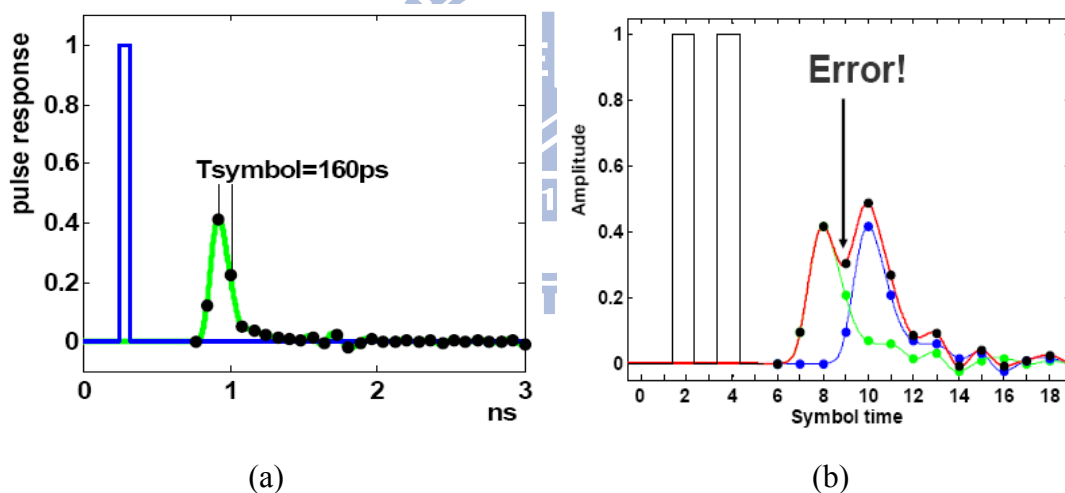 pulse response
1
0.8
0.6
0.4
0.2
0
Tsymbol=160ps
0 1 2 3
ns
(a)
Amplitude
1
0.8
0.6
0.4
0.2
0
Error!
0 2 4 6 8 10 12 14 16 18
Symbol time
(b)